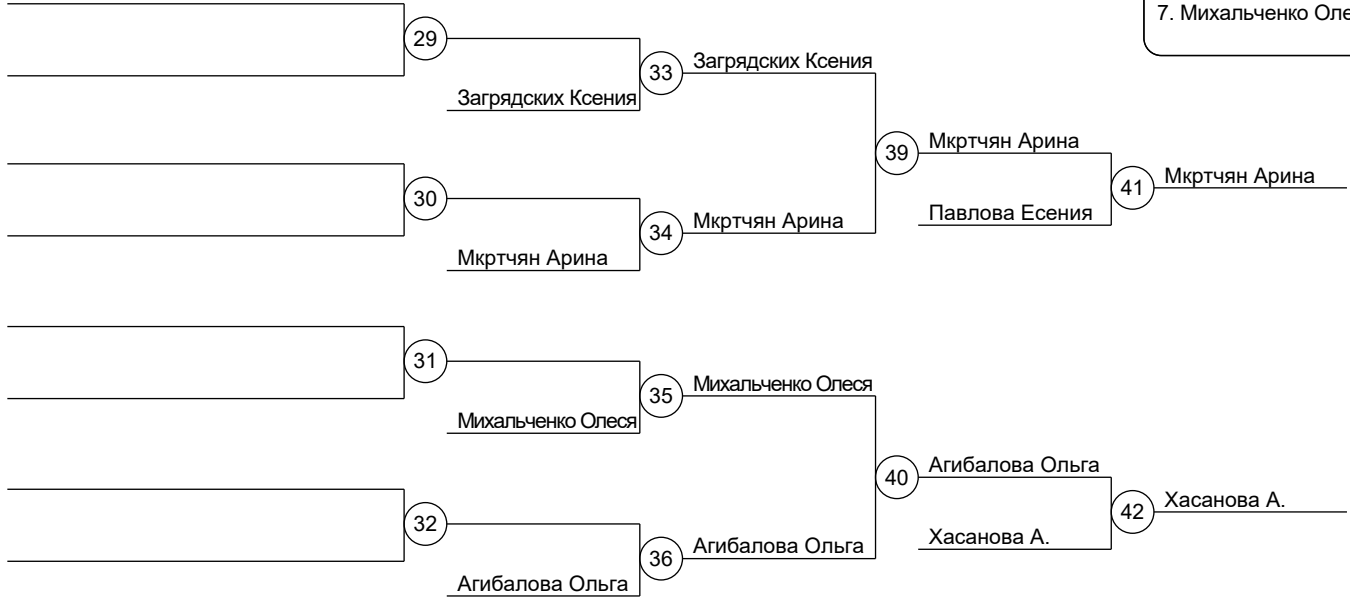 7. Михальченко
29
33
Загрядских Ксения
Загрядских Ксения
39
Мкртчян Арина
41
Мкртчян Арина
30
34
Мкртчян Арина
Павлова Есения
Мкртчян Арина
31
35
Михальченко Олеся
Михальченко Олеся
40
Агибалова Ольга
42
Хасанова А.
32
36
Агибалова Ольга
Хасанова А.
Агибалова Ольга